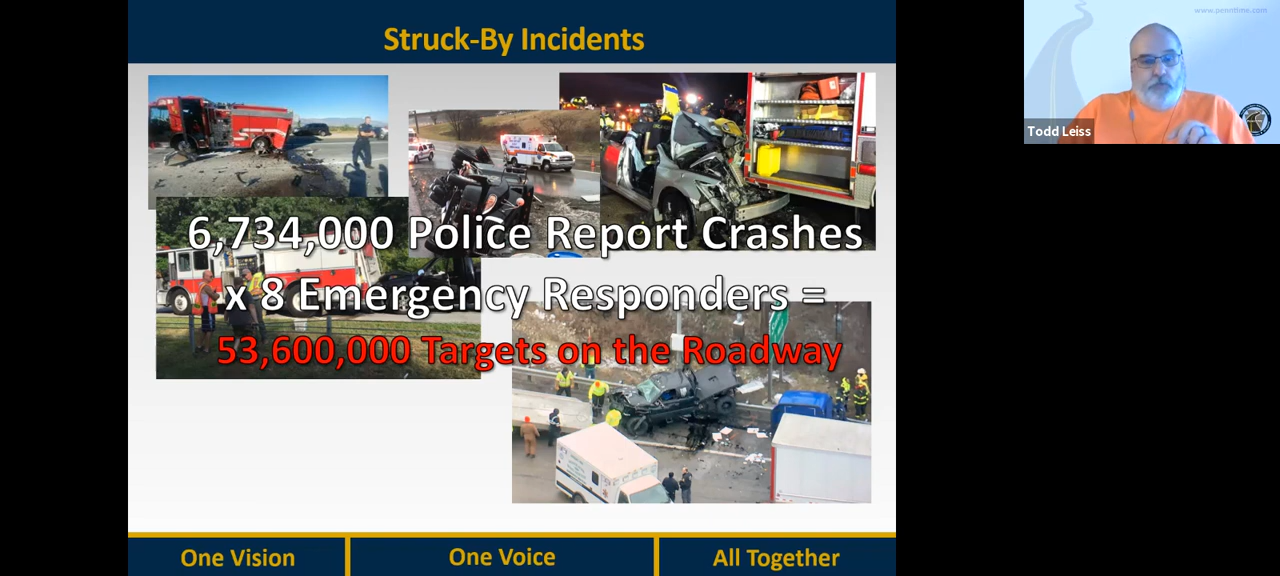 Struck-By Incidents
www.penntime.com
Todd Leiss
6,734,000 Police Report Crashes
x 8 Emergency Responders =
53,600,000 Targets on the Roadway
One Vision
One Voice
All Together